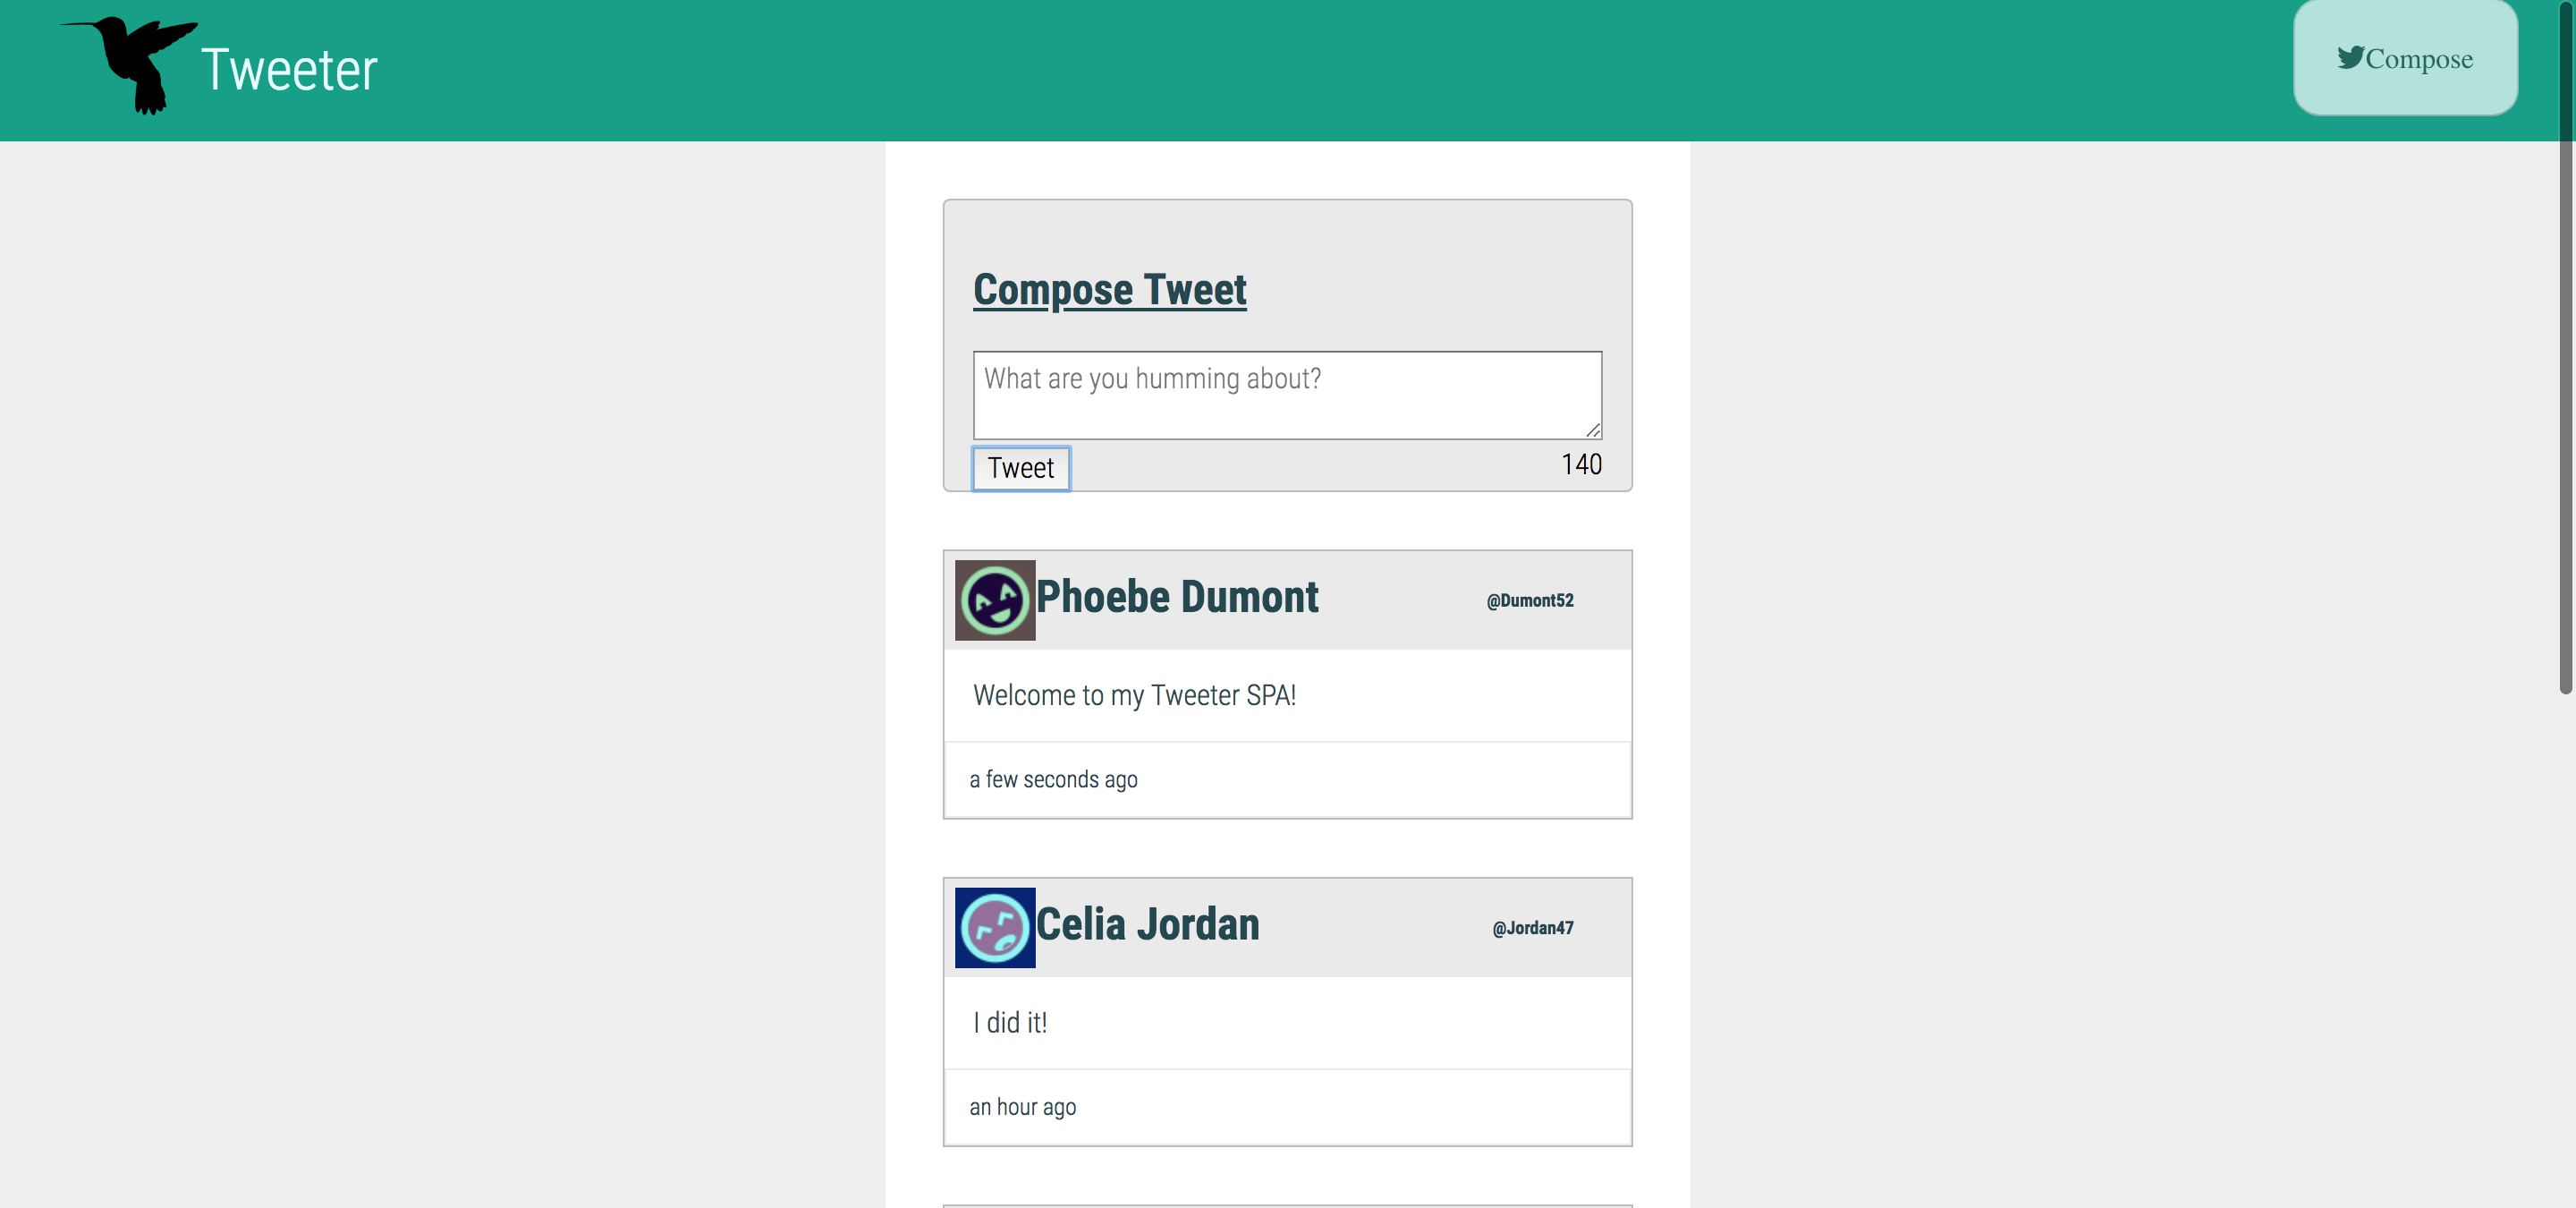 Tweeter
Compose
Compose Tweet
What are you humming about?
Tweet
140
Phoebe Dumont
@Dumont52
Welcome to my Tweeter SPA!
a few seconds ago
Celia Jordan
@Jordan47
I did it!
an hour ago